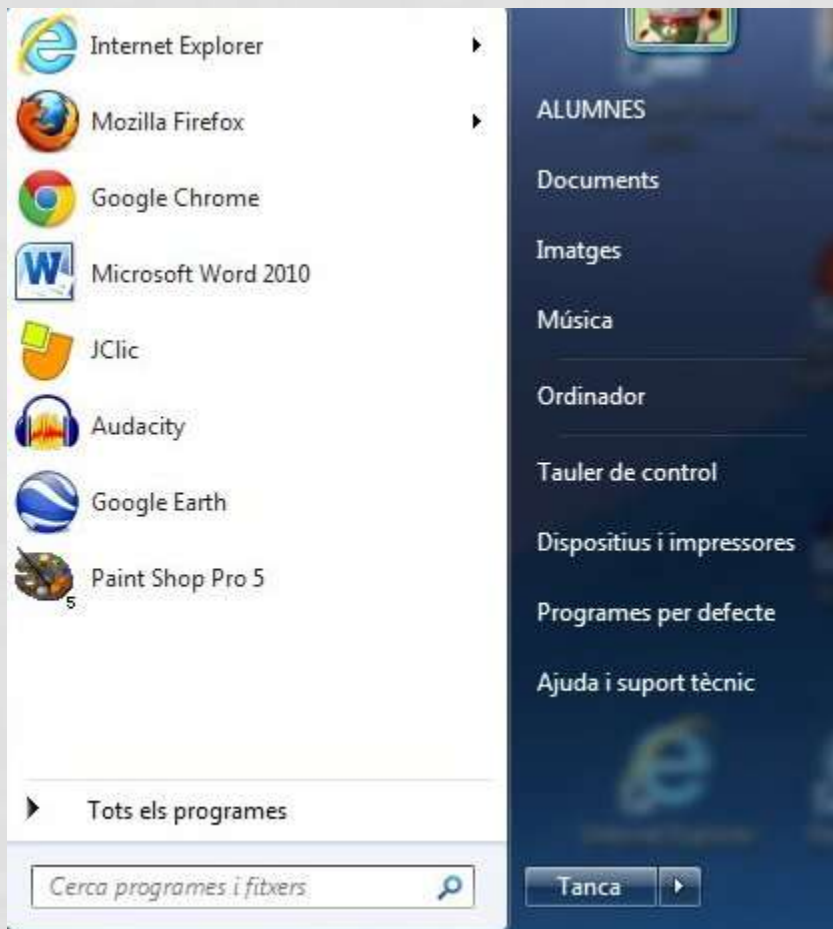 Internet Explorer
Mozilla Firefox
Google Chrome
Microsoft Word 2010
JClic
Audacity
Google Earth
5
Paint Shop Pro 5
Tots els programes
Cerca programes i fitxers
ALUMNES
Documents
Imatges
Música
Ordinador
Tauler de control
Dispositius i impressores
Programes per defecte
Ajuda i suport tècnic
Tanca